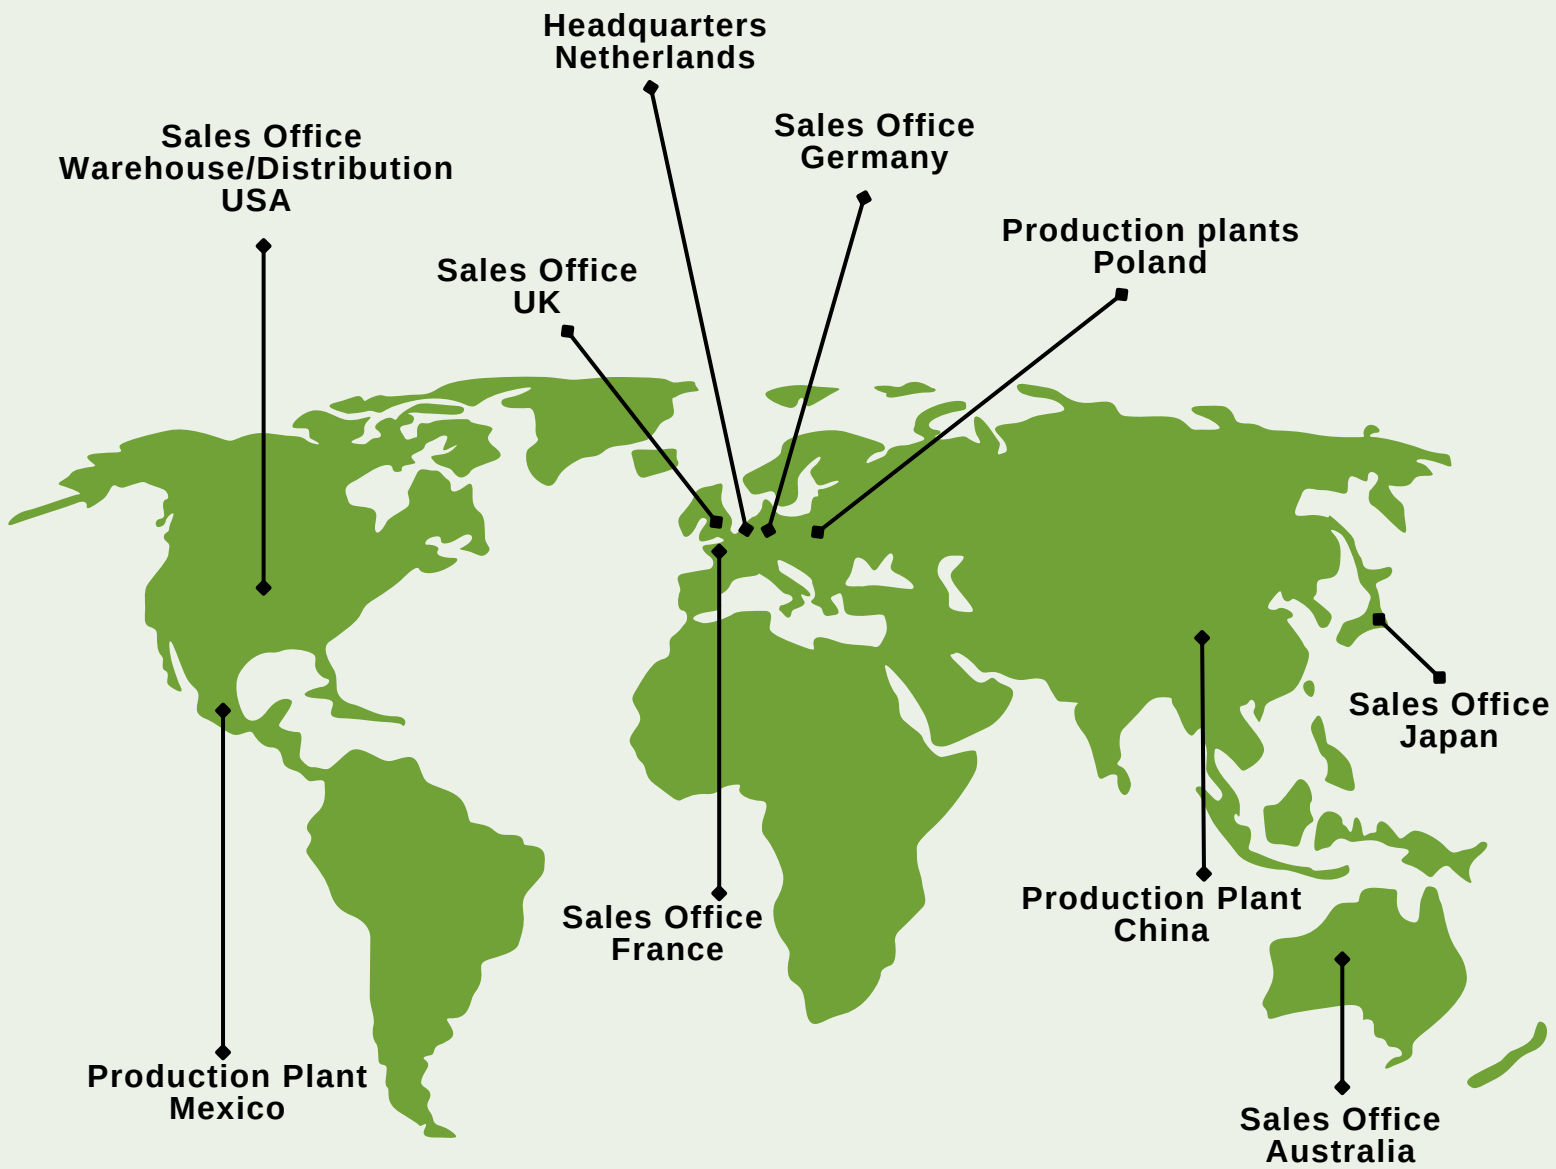 Headquarters
Netherlands
Sales Office
Germany
Sales Office
Warehouse/Distribution
USA
Production plants
Poland
Sales Office
UK
Sales Office
Japan
Production Plant
China
Sales Office
France
Production Plant
Mexico
Sales Office
Australia